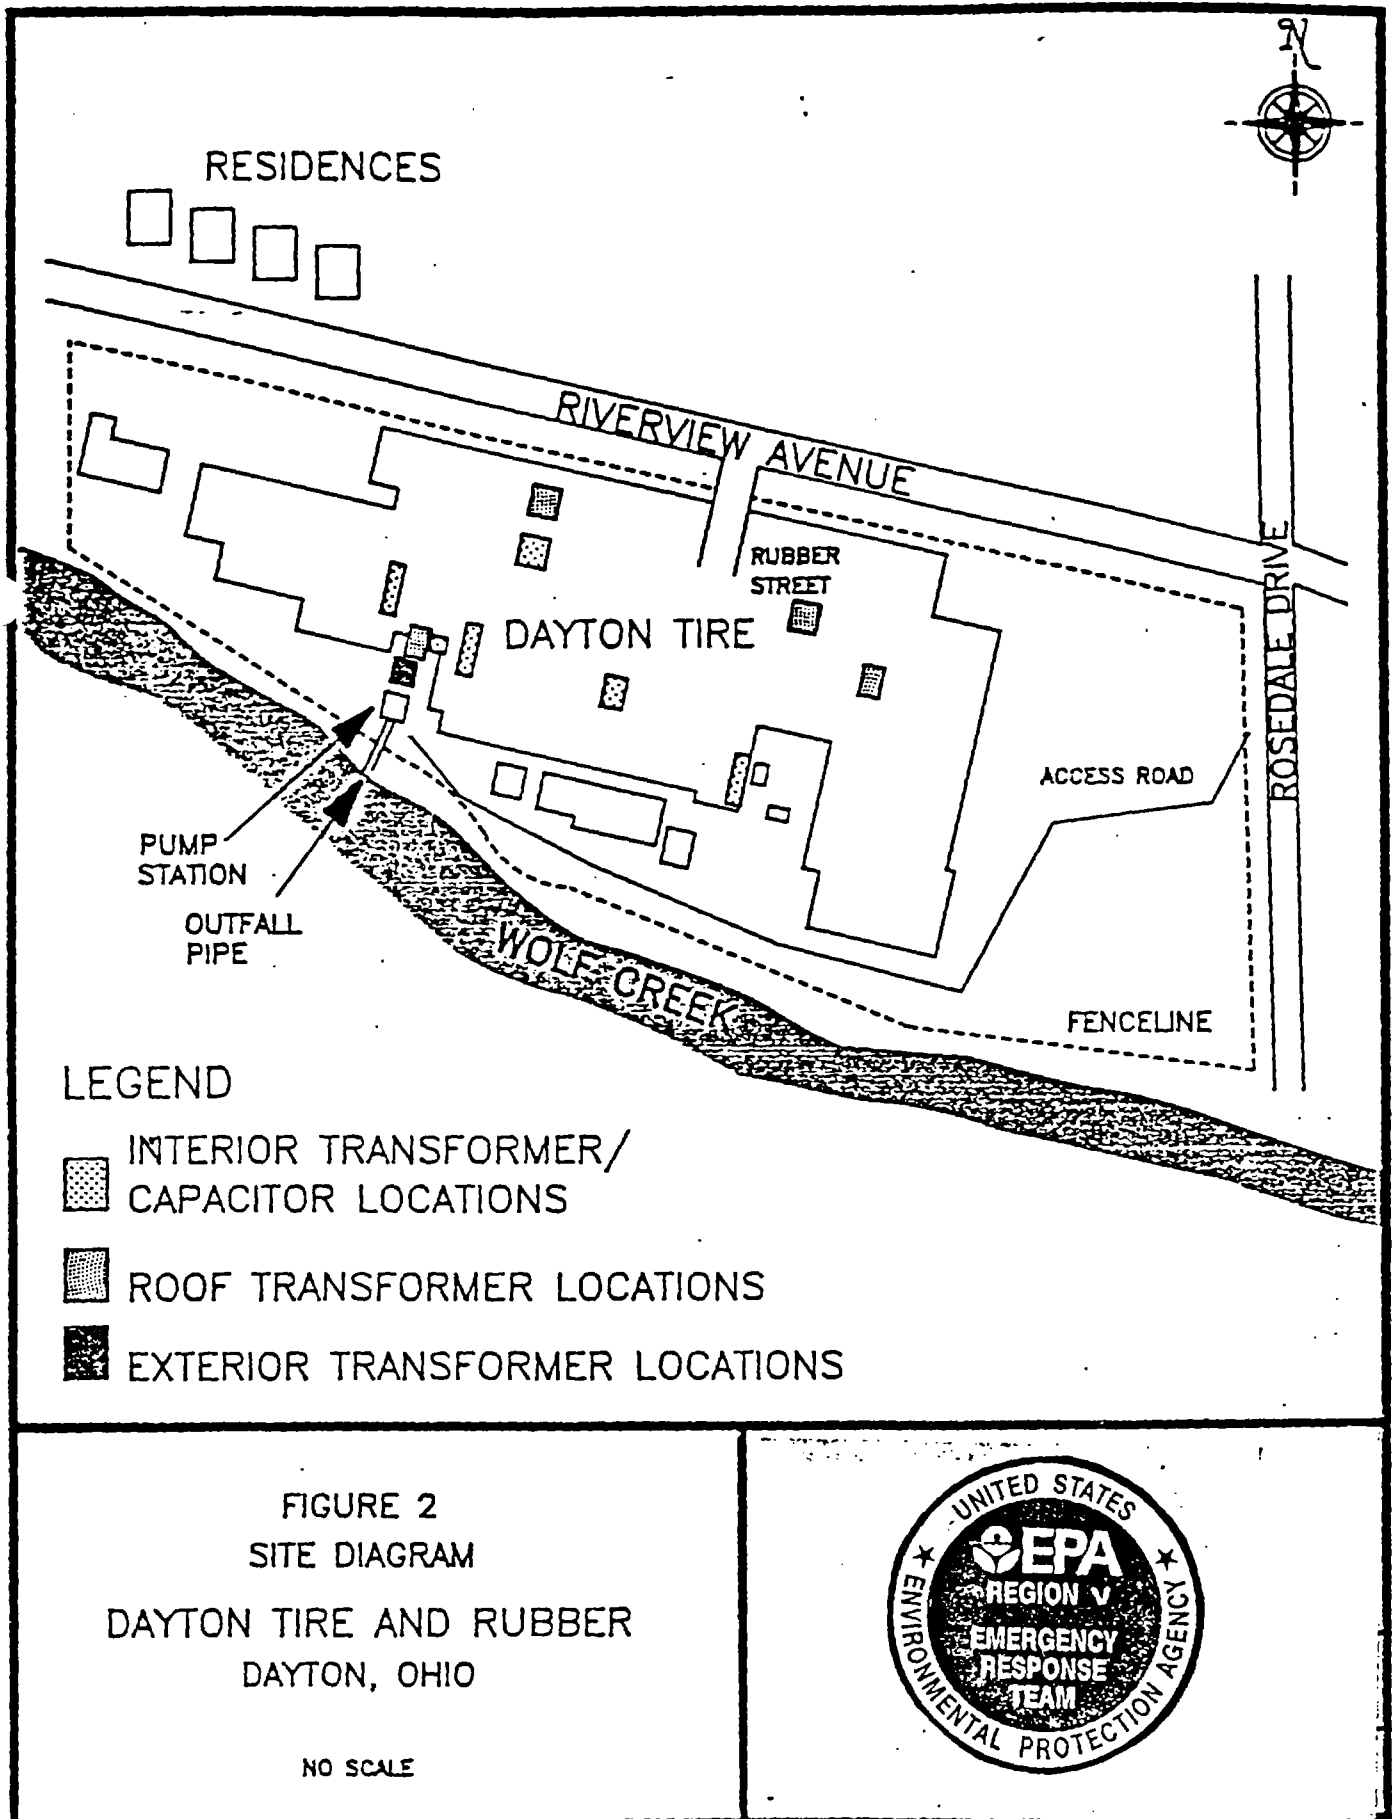 N
RESIDENCES
RIVERVIEW AVENUE
RUBBER
STREET
DAYTON TIRE
ROSEDALE DRIVE
ACCESS ROAD
PUMP
STATION
OUTFALL
PIPE
WOLF CREEK
FENCELINE
LEGEND
INTERIOR TRANSFORMER/
CAPACITOR LOCATIONS
ROOF TRANSFORMER LOCATIONS
EXTERIOR TRANSFORMER LOCATIONS
FIGURE 2
SITE DIAGRAM
DAYTON TIRE AND RUBBER
DAYTON, OHIO
NO SCALE
UNITED STATES
ENVIRONMENTAL PROTECTION AGENCY
EPA
REGION V
EMERGENCY
RESPONSE
TEAM